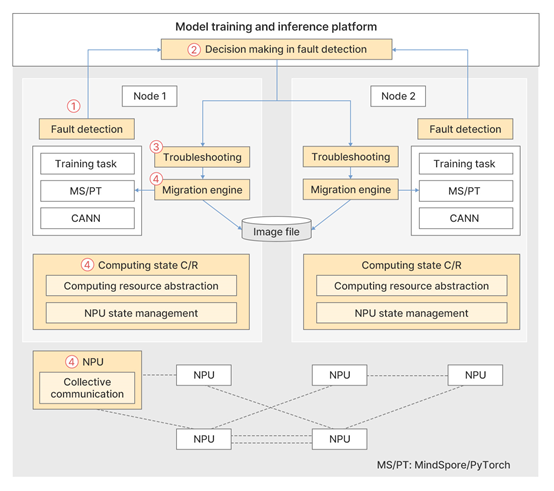 Model training and inference platform
② Decision making in fault detection
①
Node 1
Node 2
Fault detection
Fault detection
Training task
MS/PT
CANN
③ Troubleshooting
④ Migration engine
Troubleshooting
Migration engine
Training task
MS/PT
CANN
Image file
④ Computing state C/R
Computing resource abstraction
NPU state management
Computing state C/R
Computing resource abstraction
NPU state management
④ NPU
Collective
communication
NPU
NPU
NPU
NPU
NPU
MS/PT: MindSpore/PyTorch